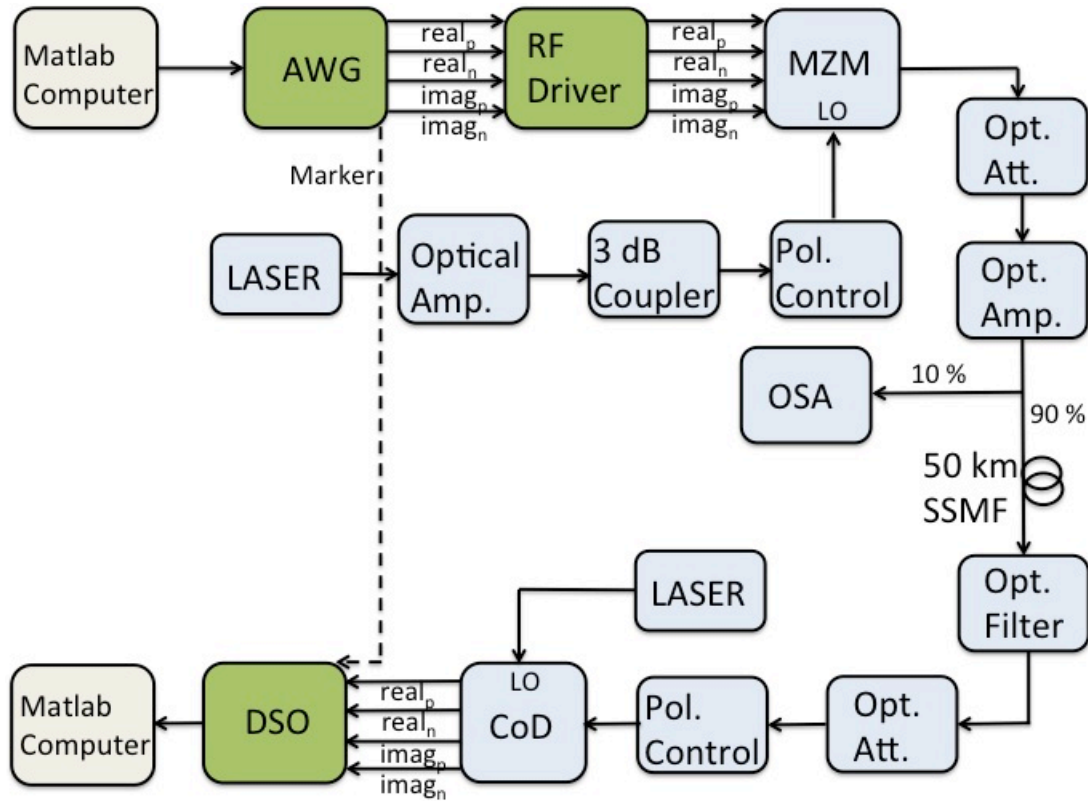 Matlab
Computer
AWG
real_p
real_n
imag_p
imag_n
RF
Driver
real_p
real_n
imag_p
imag_n
MZM
LO
Opt.
Att.
Marker
LASER
Optical
Amp.
3 dB
Coupler
Pol.
Control
Opt.
Amp.
OSA
10 %
90 %
50 km
SSMF
Opt.
Filter
LASER
Matlab
Computer
DSO
real_p
real_n
imag_p
imag_n
LO
CoD
Pol.
Control
Opt.
Att.